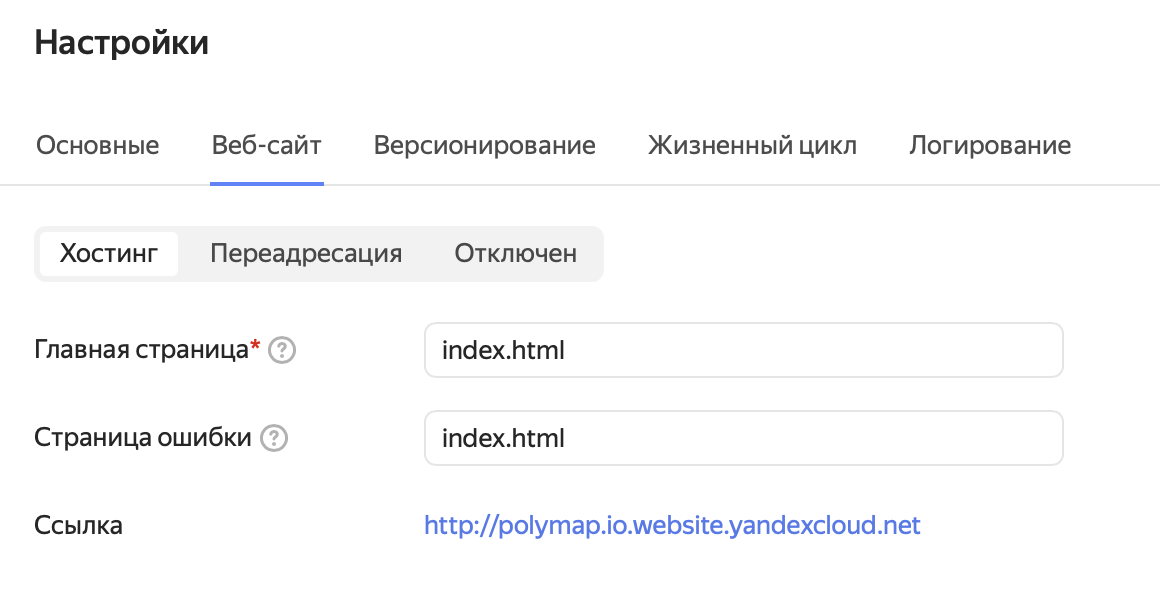 Настройки
Основные Веб-сайт Версионирование Жизненный цикл Логирование
Хостинг Переадресация Отключен
Главная страница* ? index.html
Страница ошибки ? index.html
Ссылка http://polymap.io.website.yandexcloud.net